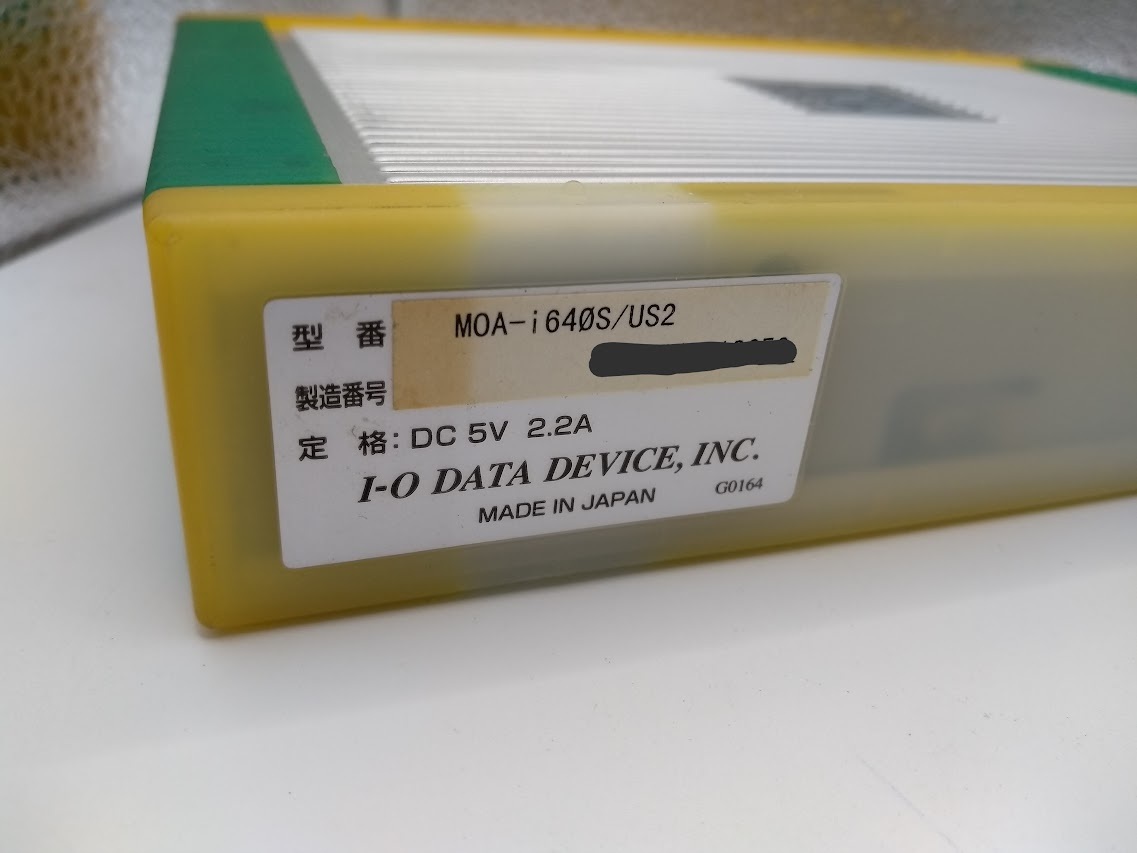 型 番 MOA-i640S/US2
製造番号
定 格: DC 5V 2.2A
I-O DATA DEVICE, INC.
MADE IN JAPAN G0164